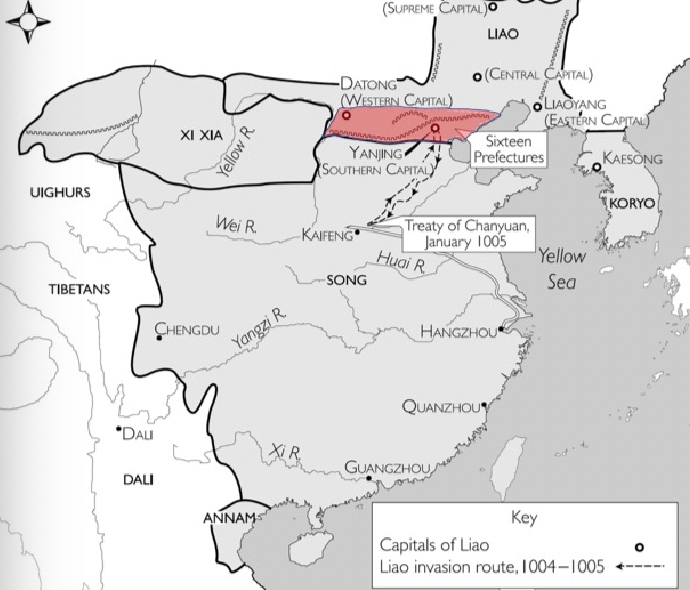 (SUPREME CAPITAL)
LIAO
(CENTRAL CAPITAL)
DATONG
(WESTERN CAPITAL)
LIAOYANG
(EASTERN CAPITAL)
XI XIA
Yellow R.
YANJING
(SOUTHERN CAPITAL)
Sixteen
Prefectures
KAESONG
UIGHURS
KORYO
Wei R.
KAIFENG
Treaty of Chanyuan,
January 1005
Yellow
Sea
Huai R.
TIBETANS
SONG
CHENGDU
Yangzi R.
HANGZHOU
QUANZHOU
DALI
DALI
Xi R.
GUANGZHOU
ANNAM
Key
Capitals of Liao
Liao invasion route, 1004–1005